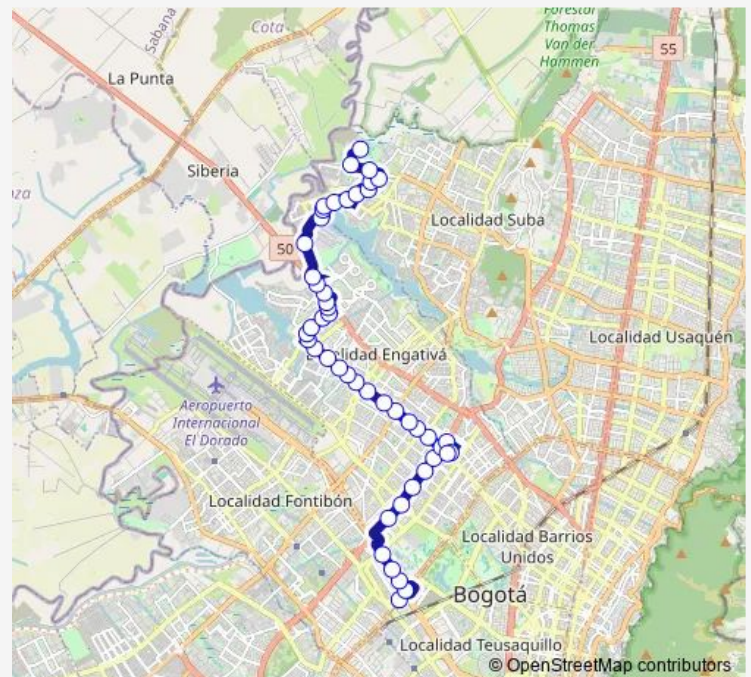 Cota
Sabana
Forestal
Thomas
Van der
Hammen
55
La Punta
Siberia
Localidad Suba
50
Localidad Usaquén
Localidad Engativá
Aeropuerto
Internacional
El Dorado
Localidad Fontibón
Localidad Barrios
Unidos
Bogotá
Localidad Teusaquillo
© OpenStreetMap contributors